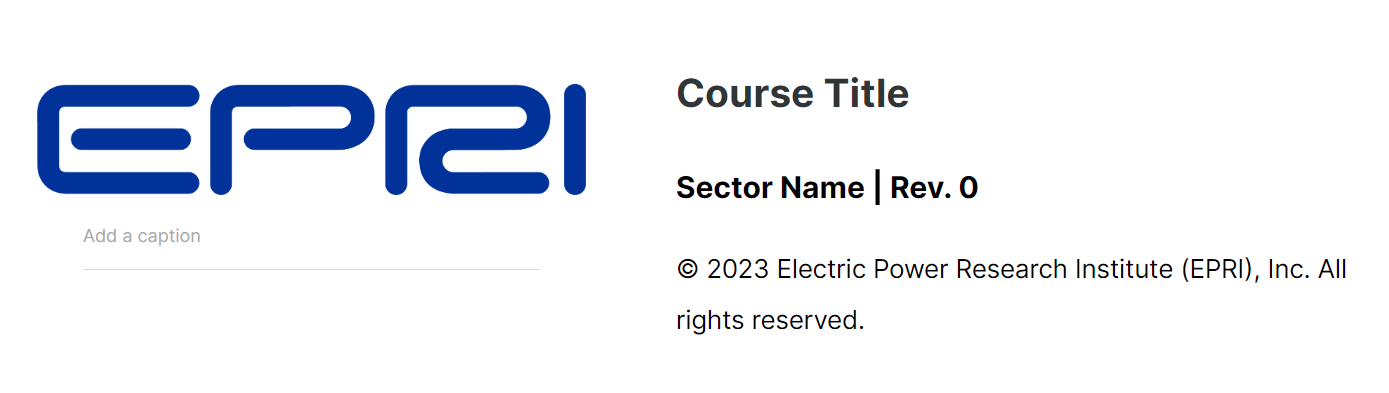 EPRI
Add a caption
Course Title
Sector Name | Rev. 0
© 2023 Electric Power Research Institute (EPRI), Inc. All
rights reserved.